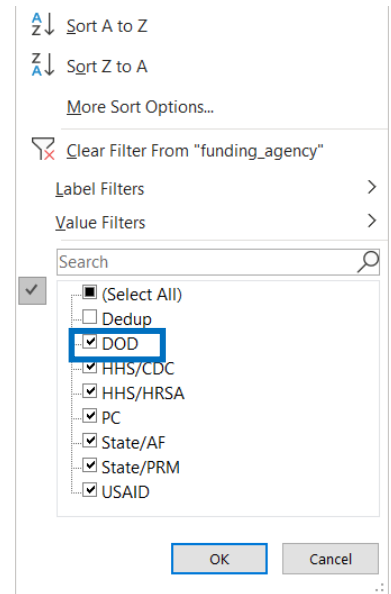 Sort A to Z
Sort Z to A
More Sort Options...
Clear Filter From "funding_agency"
Label Filters
Value Filters
Search
(Select All)
Dedup
DOD
HHS/CDC
HHS/HRSA
PC
State/AF
State/PRM
USAID
OK Cancel